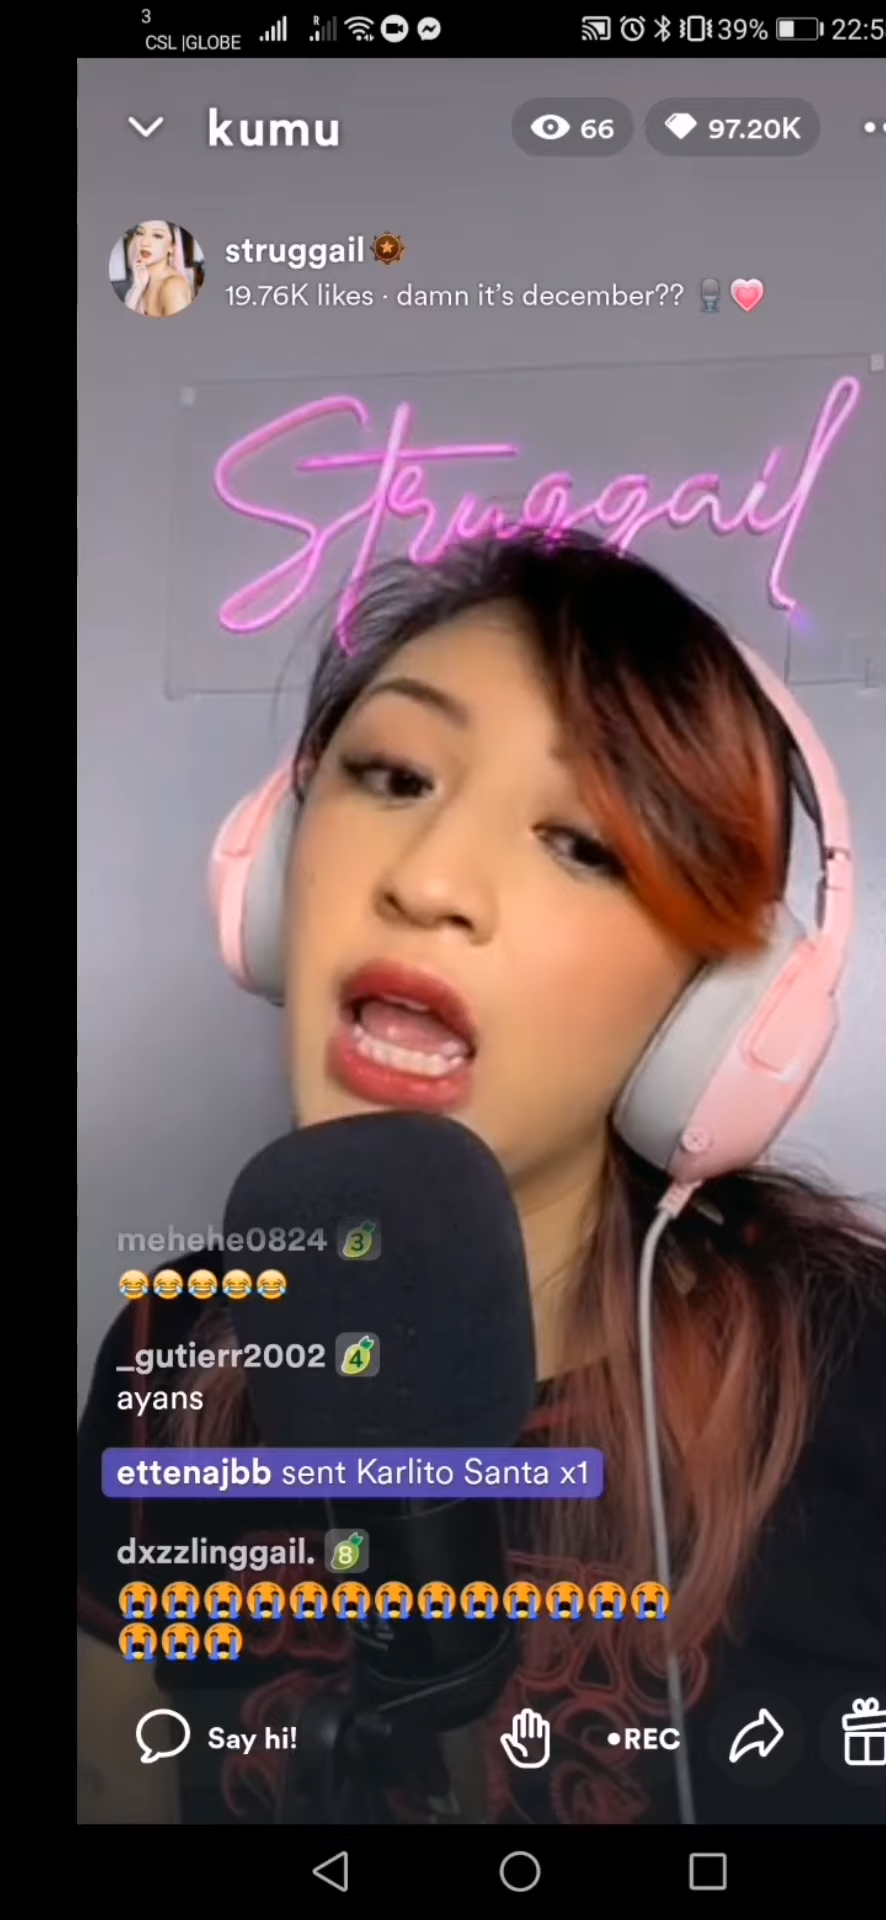 3
CSL |GLOBE
R
39%
22:5
kumu
66
97.20K
struggail
19.76K likes · damn it's december??
Struggail
mehehe0824 3
😂😂😂😂😂
_gutierr2002 4
ayans
ettenajbb sent Karlito Santa x1
dxzzlinggail. 8
😭😭😭😭😭😭😭😭😭😭😭😭😭
😭😭😭
Say hi!
•REC